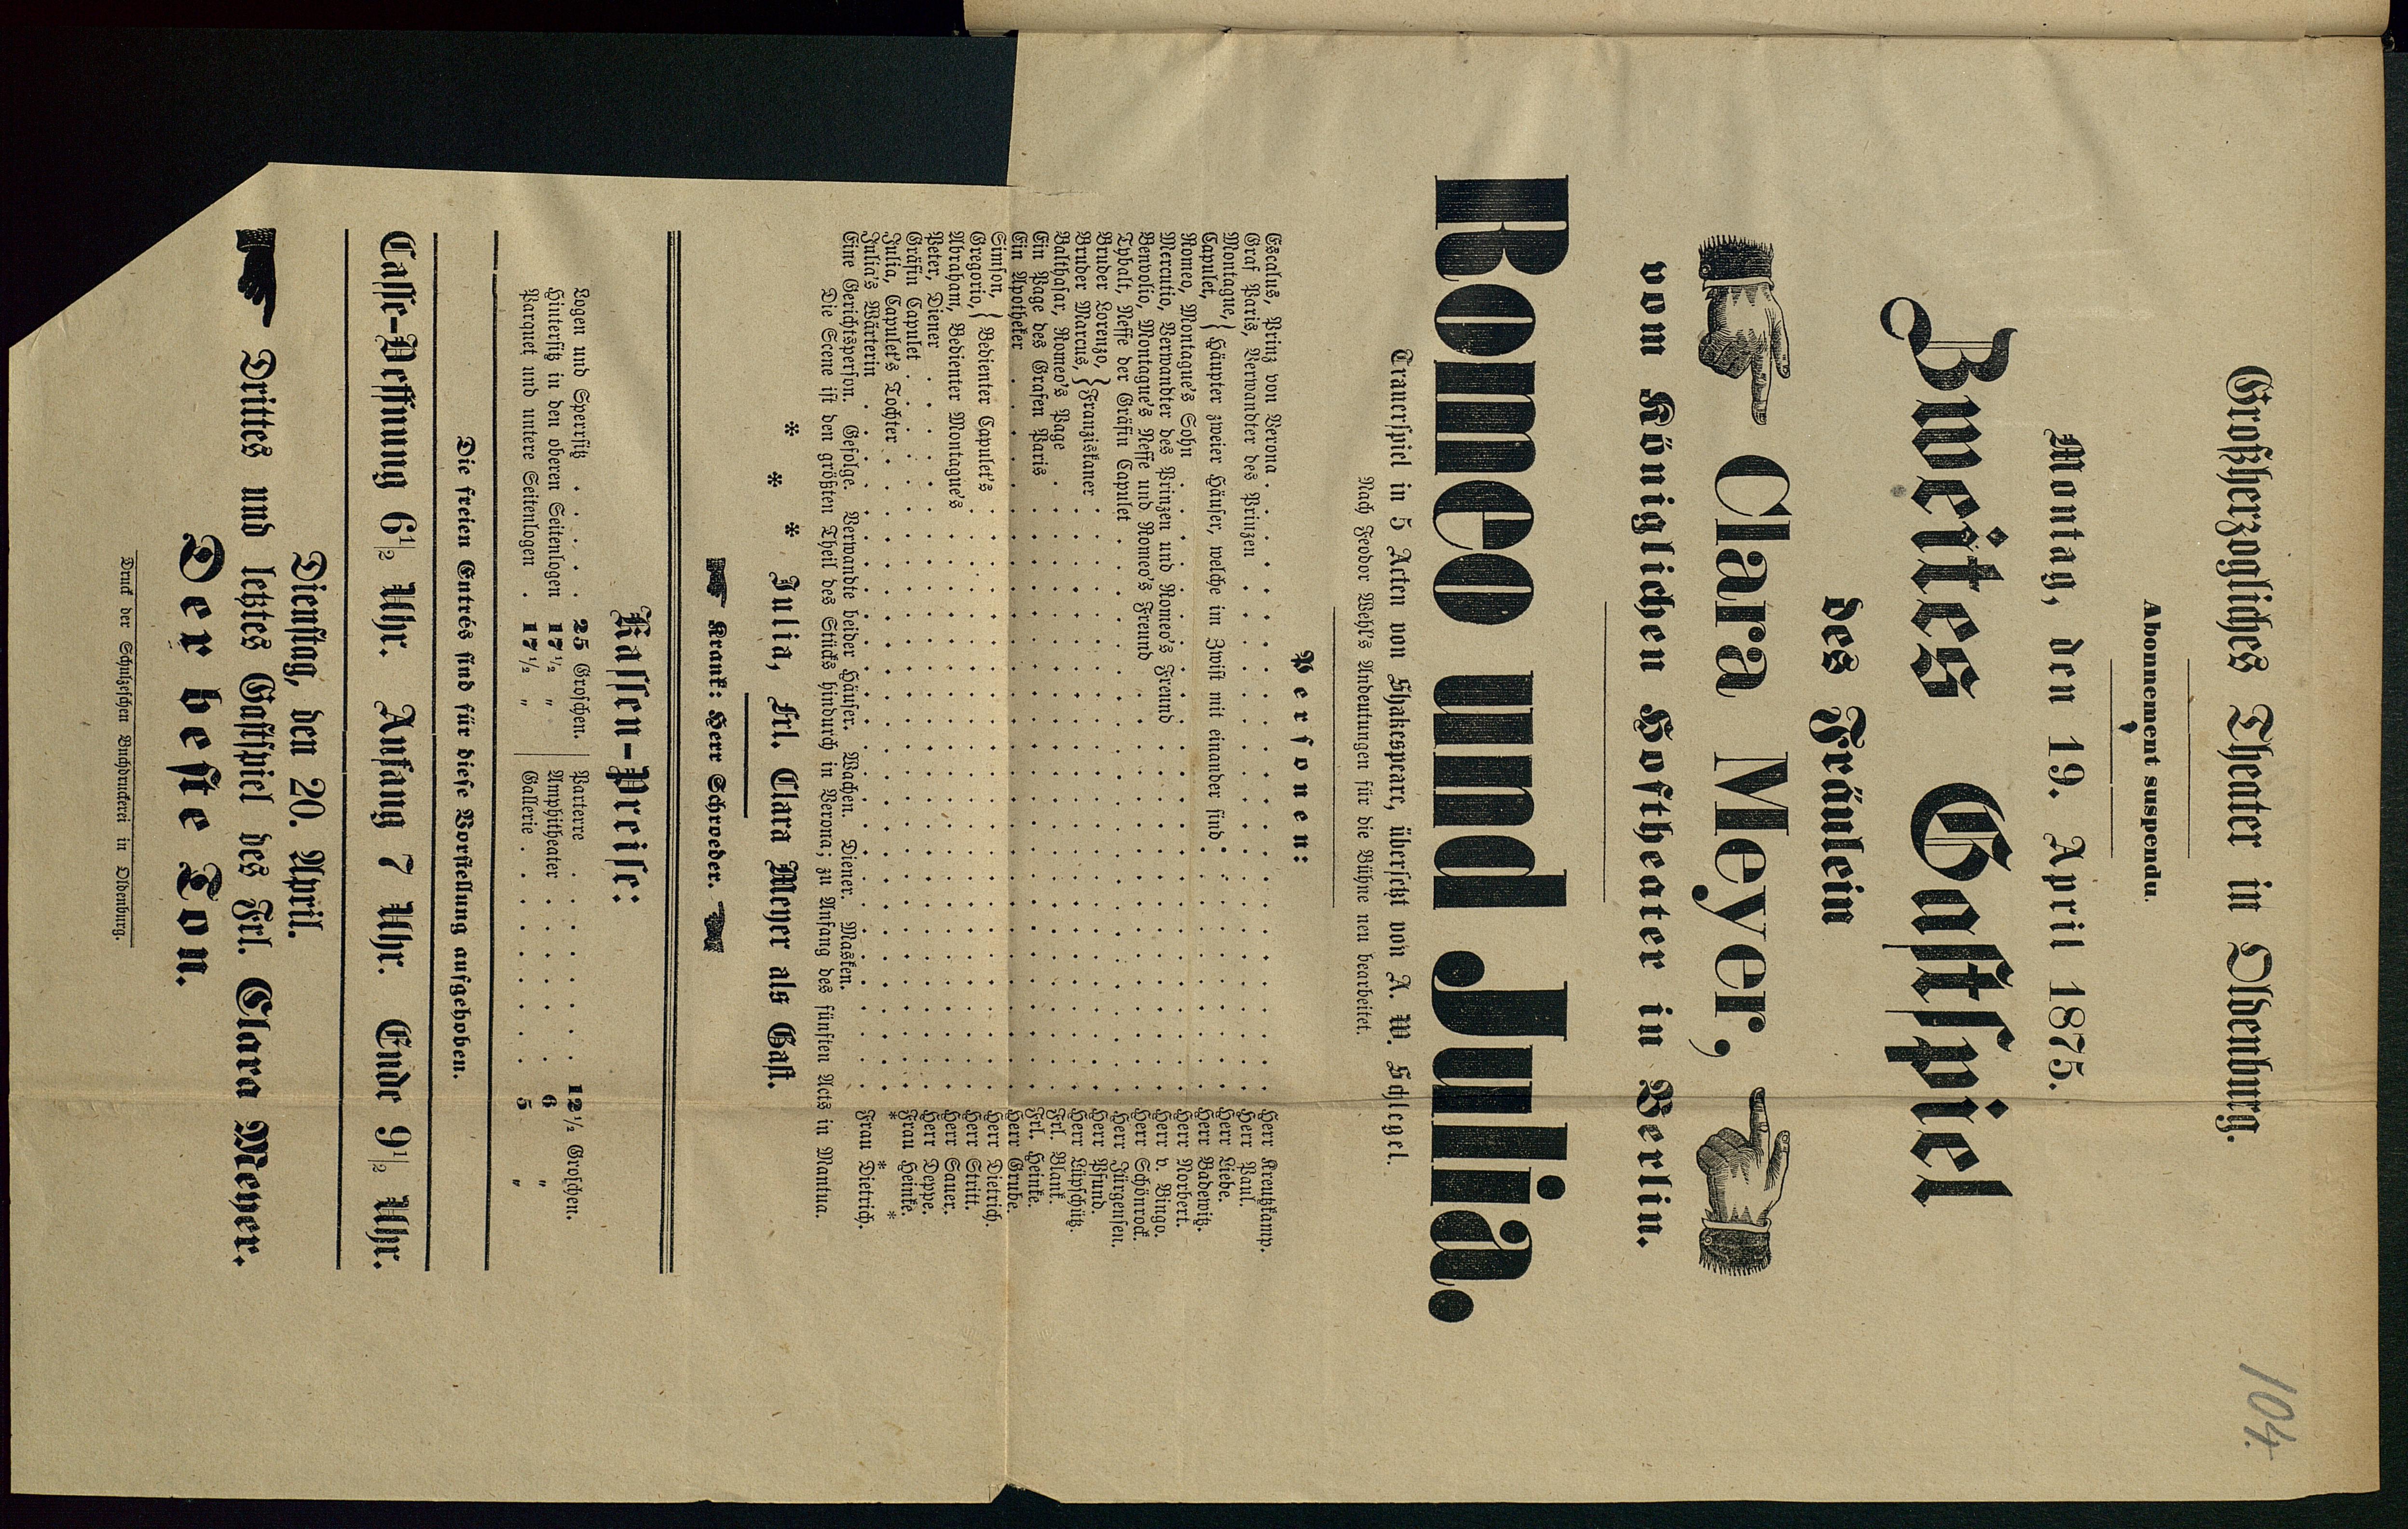 104.
Großherzogliches Theater in Oldenburg.
Abonnement suspendu.
Montag, den 19. April 1875.
Zweites Gastspiel
des Fräulein
Clara Meyer,
vom Königlichen Hoftheater in Berlin.
Romeo und Julia.
Trauerspiel in 5 Acten von Shakespeare, übersetzt von A. W. Schlegel.
Nach Feodor Wehl's Andeutungen für die Bühne neu bearbeitet.
Personen:
Escalus, Prinz von Verona . . . Herr Kreutzkamp.
Graf Paris, Verwandter des Prinzen . . . Herr Paul.
Montague, } Häupter zweier Häuser, welche im Zwist mit einander sind . . . Herr Liebe.
Capulet, . . . Herr Badewitz.
Romeo, Montague's Sohn . . . Herr Norbert.
Mercutio, Verwandter des Prinzen und Romeo's Freund . . . Herr v. Bingo.
Benvolio, Montague's Neffe und Romeo's Freund . . . Herr Schönrock.
Tybalt, Neffe der Gräfin Capulet . . . Herr Jürgensen.
Bruder Lorenzo, } Franziskaner . . . Herr Pfund.
Bruder Marcus, . . . Herr Lüpschütz.
Balthasar, Romeo's Page . . . Frl. Blank.
Ein Page des Grafen Paris . . . Frl. Heinke.
Ein Apotheker . . . Herr Grube.
Simson, } Bedienter Capulet's . . . Herr Dietrich.
Gregorio, . . . Herr Stritt.
Abraham, Bedienter Montague's . . . Herr Sauer.
Peter, Diener . . . Herr Deppe.
Gräfin Capulet . . . Frau Heinke.
Julia, Capulet's Tochter . . . * * *
Julia's Wärterin . . . Frau Dietrich.
Eine Gerichtsperson. Gefolge. Verwandte beider Häuser. Wachen. Diener. Masken.
Die Scene ist den größten Theil des Stücks hindurch in Verona; zu Anfang des fünften Acts in Mantua.
* * * Julia, Frl. Clara Meyer als Gast.
Krank: Herr Schroeder.
Kassen-Preise:
Logen und Sperrsitz . . . 25 Groschen.
Hintersitz in den oberen Seitenlogen 17½ „
Parquet und untere Seitenlogen . 17½ „
Parterre . . . 12½ Groschen.
Amphitheater . . . 6 „
Gallerie . . . 5 „
Die freien Entrés sind für diese Vorstellung aufgehoben.
Casse-Oeffnung 6½ Uhr. Anfang 7 Uhr. Ende 9½ Uhr.
Dienstag, den 20. April.
Drittes und letztes Gastspiel des Frl. Clara Meyer.
Der beste Ton.
Druck der Schulzeschen Buchdruckerei in Oldenburg.